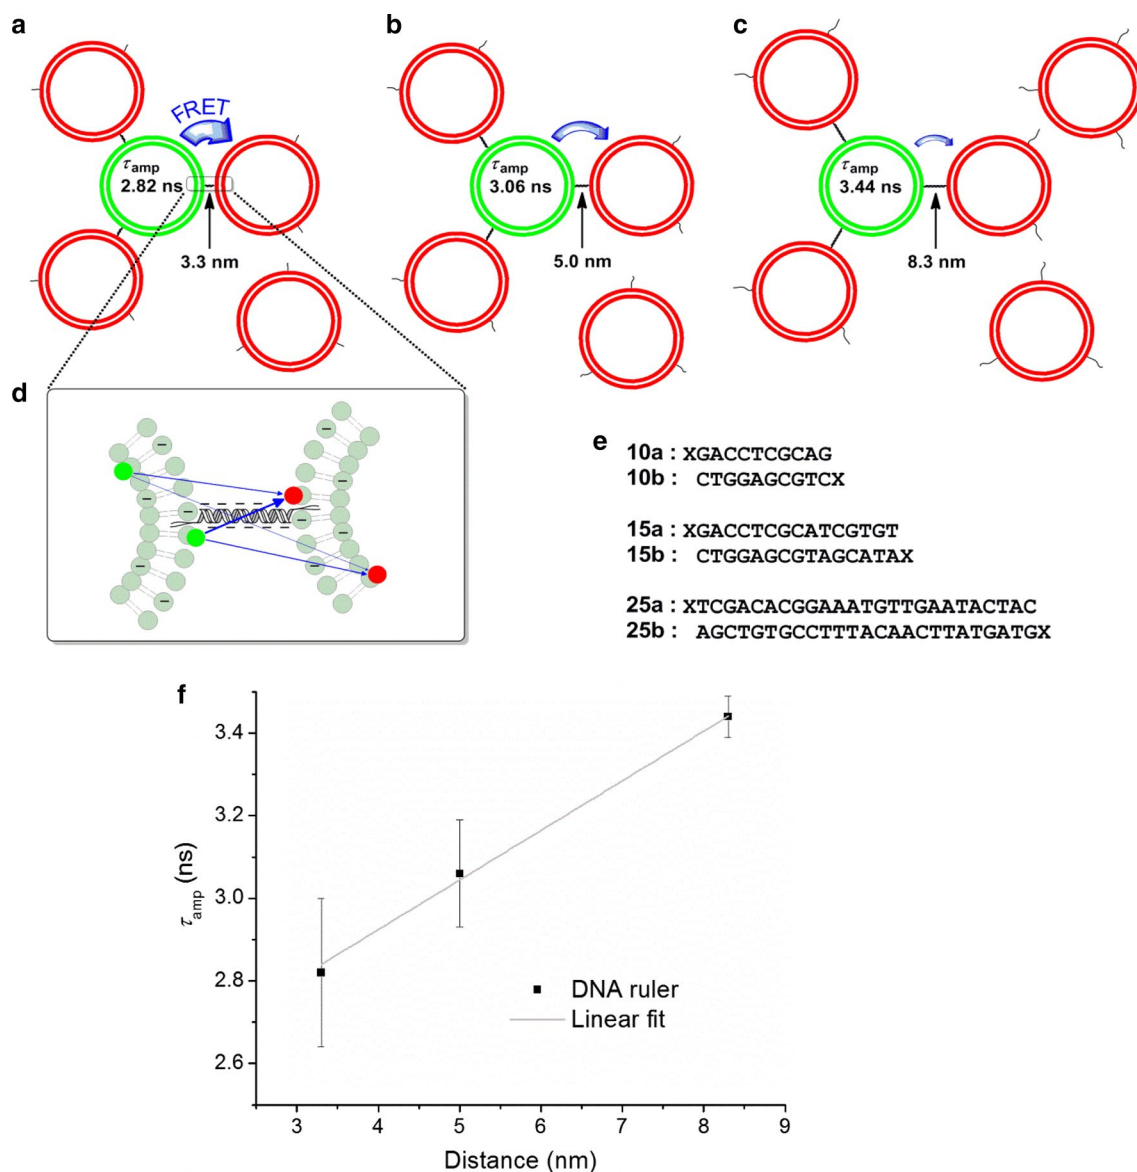 a
b
c
FRET
τamp
2.82 ns
τamp
3.06 ns
τamp
3.44 ns
3.3 nm
5.0 nm
8.3 nm
d
− − − − − −
− − − −
e
10a : XGACCTCGCAG
10b : CTGGAGCGTCX
15a : XGACCTCGCATCGTGT
15b : CTGGAGCGTAGCATAX
25a : XTCGACACGGAAATGTTGAATACTAC
25b : AGCTGTGCCTTTACAACTTATGATGX
f
3.4
3.2
3.0
2.8
2.6
τamp (ns)
DNA ruler
Linear fit
3 4 5 6 7 8 9
Distance (nm)